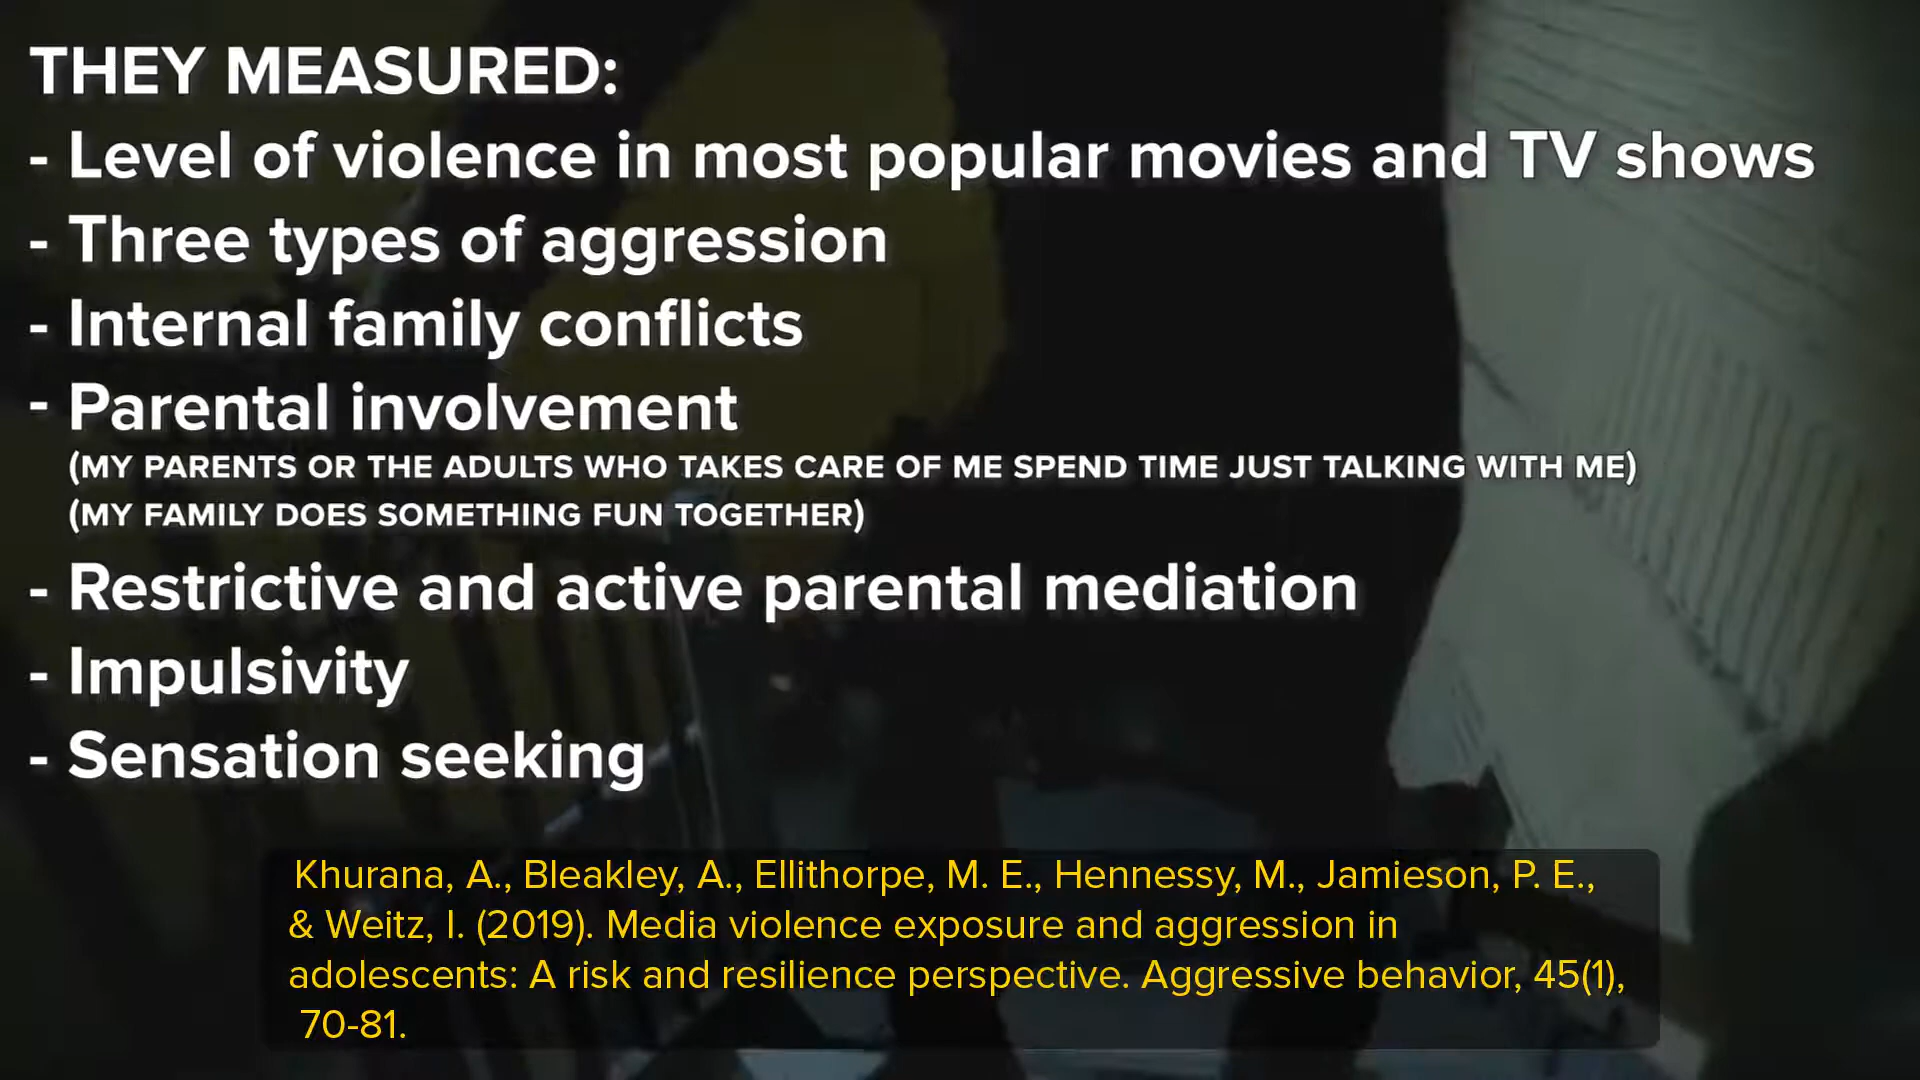 THEY MEASURED:
- Level of violence in most popular movies and TV shows
- Three types of aggression
- Internal family conflicts
- Parental involvement
(MY PARENTS OR THE ADULTS WHO TAKES CARE OF ME SPEND TIME JUST TALKING WITH ME)
(MY FAMILY DOES SOMETHING FUN TOGETHER)
- Restrictive and active parental mediation
- Impulsivity
- Sensation seeking
Khurana, A., Bleakley, A., Ellithorpe, M. E., Hennessy, M., Jamieson, P. E.,
& Weitz, I. (2019). Media violence exposure and aggression in
adolescents: A risk and resilience perspective. Aggressive behavior, 45(1),
70-81.